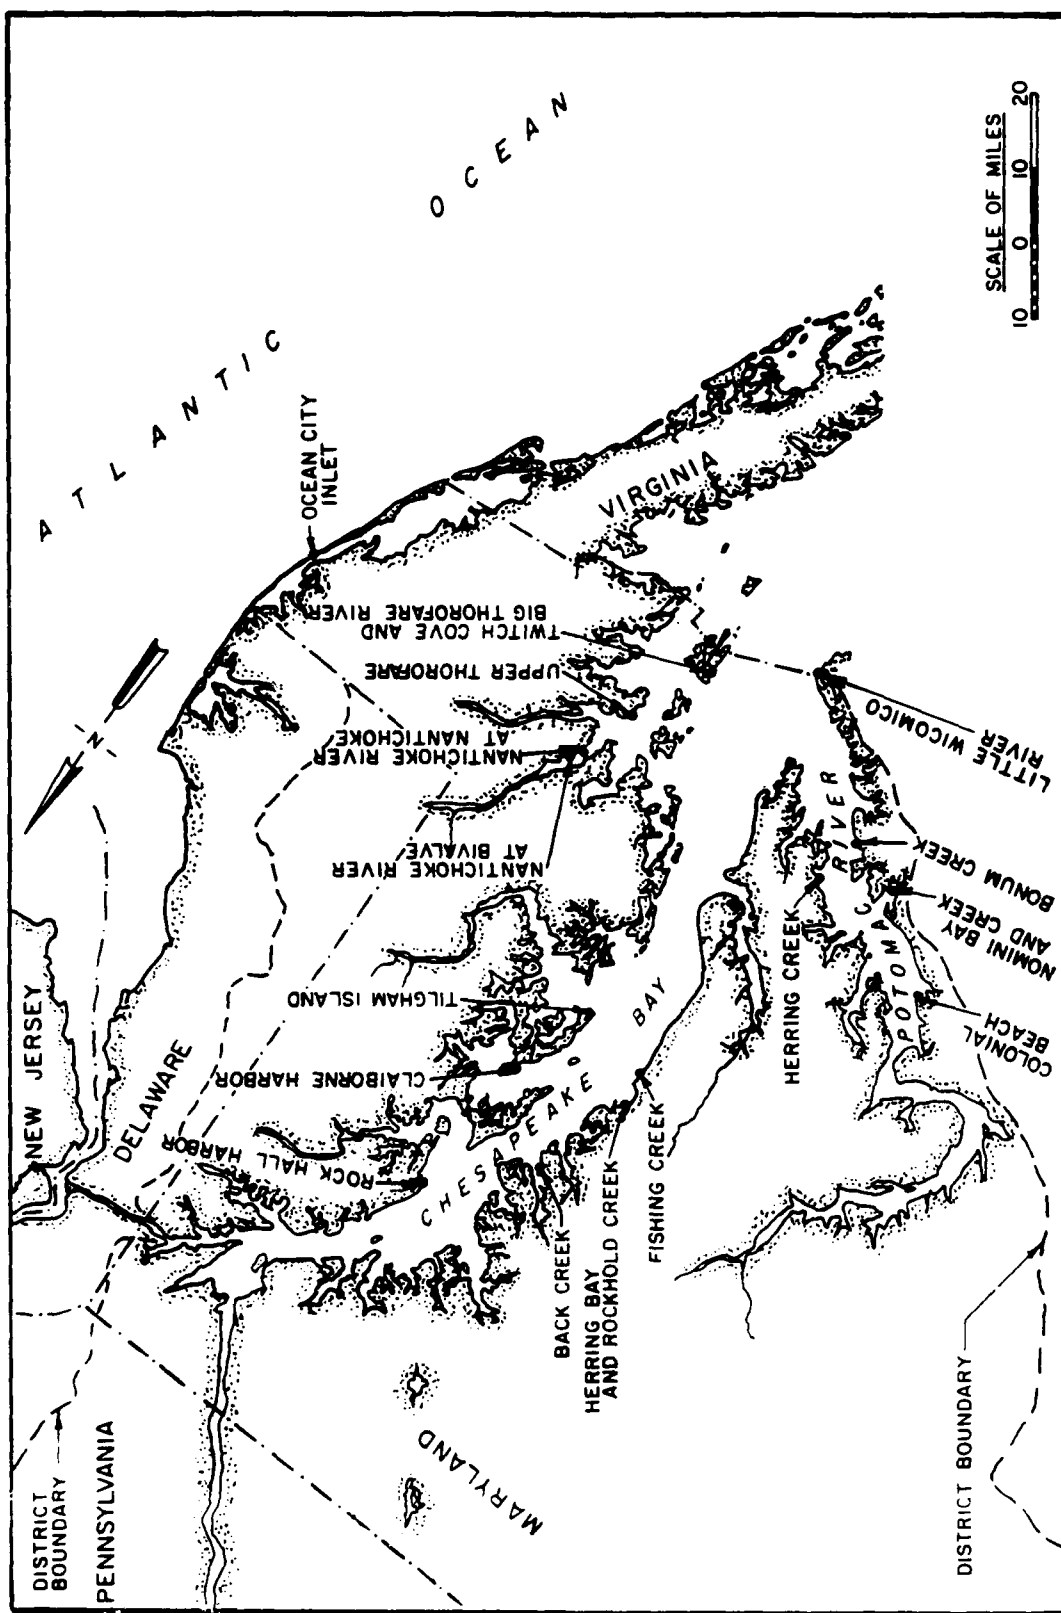 DISTRICT
BOUNDARY
PENNSYLVANIA
NEW JERSEY
DELAWARE
MARYLAND
VIRGINIA
ATLANTIC
OCEAN
N
OCEAN CITY
INLET
TWITCH COVE AND
BIG THOROFARE RIVER
UPPER THOROFARE
NANTICHOKE RIVER
AT NANTICHOKE
NANTICHOKE RIVER
AT BIVALVE
TILGHAM ISLAND
CLAIBORNE HARBOR
ROCK HALL HARBOR
CHESAPEAKE
BAY
BACK CREEK
HERRING BAY
AND ROCKHOLD CREEK
FISHING CREEK
HERRING CREEK
POTOMAC
RIVER
LITTLE WICOMICO
RIVER
BONUM CREEK
NOMINI BAY
AND CREEK
COLONIAL
BEACH
DISTRICT BOUNDARY
SCALE OF MILES
10 0 10 20